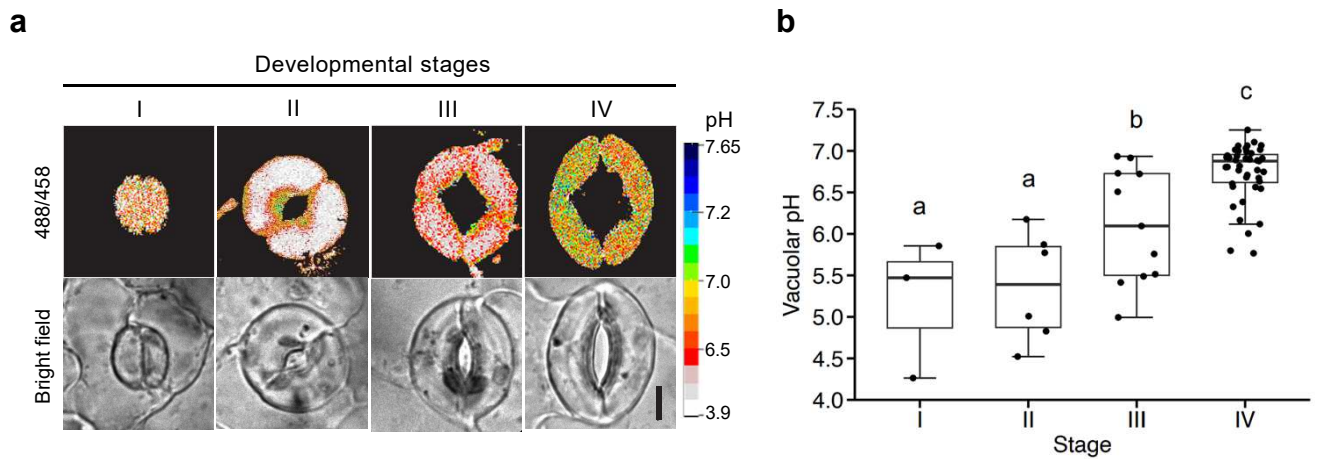 a
Developmental stages
I II III IV
488/458
Bright field
pH
7.65
7.2
7.0
6.5
3.9
b
Vacuolar pH
7.5
7.0
6.5
6.0
5.5
5.0
4.5
4.0
a a b c
I II III IV
Stage